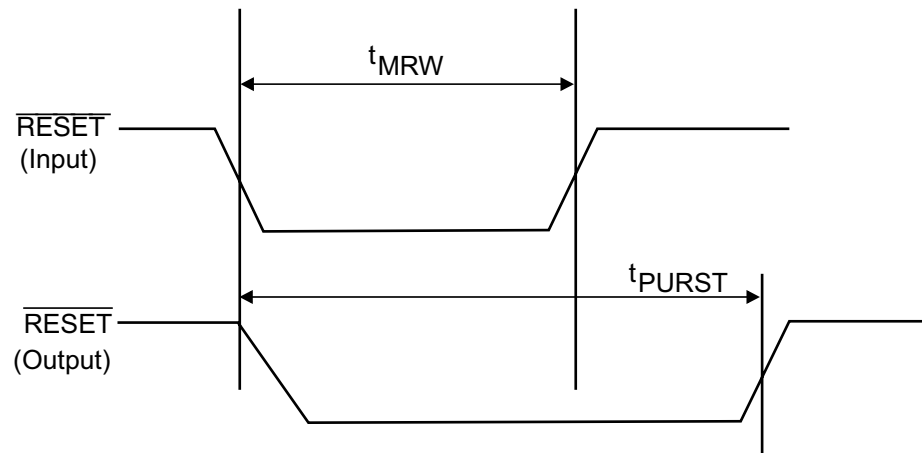 tMRW
RESET
(Input)
tPURST
RESET
(Output)